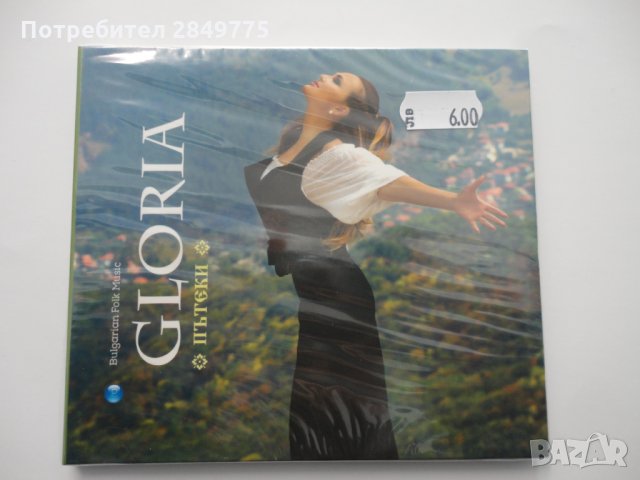 Потребител 2849775
лв 6.00
Bulgarian Folk Music
GLORIA
ПЪТЕКИ
BAZAR